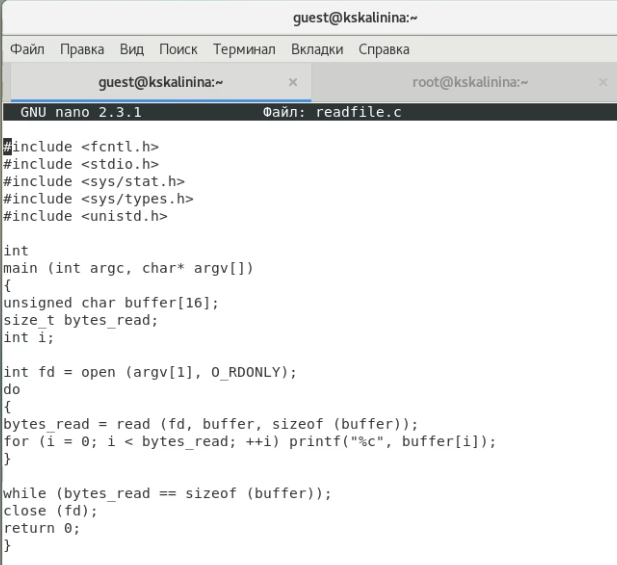 guest@kskalinina:~
Файл Правка Вид Поиск Терминал Вкладки Справка
guest@kskalinina:~ × root@kskalinina:~ ×
GNU nano 2.3.1 Файл: readfile.c
#include <fcntl.h>
#include <stdio.h>
#include <sys/stat.h>
#include <sys/types.h>
#include <unistd.h>
int
main (int argc, char* argv[])
{
unsigned char buffer[16];
size_t bytes_read;
int i;
int fd = open (argv[1], O_RDONLY);
do
{
bytes_read = read (fd, buffer, sizeof (buffer));
for (i = 0; i < bytes_read; ++i) printf("%c", buffer[i]);
}
while (bytes_read == sizeof (buffer));
close (fd);
return 0;
}